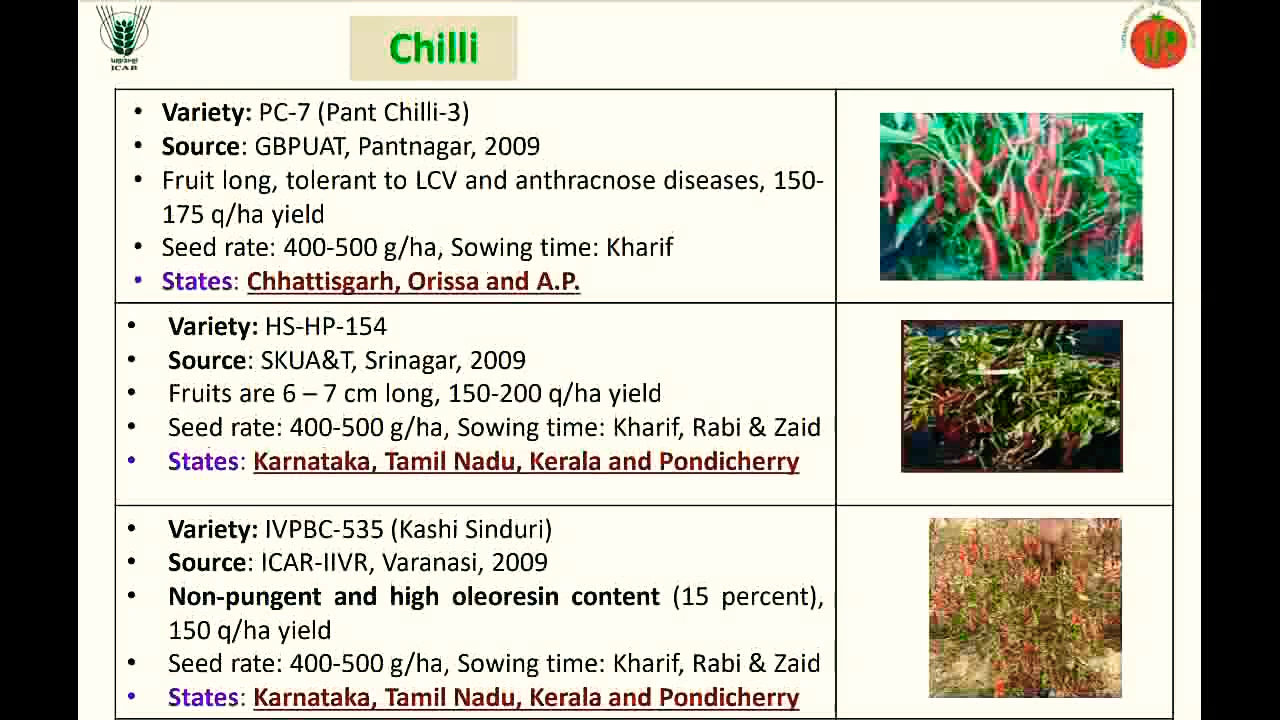 Chilli
ICAR
• Variety: PC-7 (Pant Chilli-3)
• Source: GBPUAT, Pantnagar, 2009
• Fruit long, tolerant to LCV and anthracnose diseases, 150-
175 q/ha yield
• Seed rate: 400-500 g/ha, Sowing time: Kharif
• States: Chhattisgarh, Orissa and A.P.
• Variety: HS-HP-154
• Source: SKUA&T, Srinagar, 2009
• Fruits are 6 – 7 cm long, 150-200 q/ha yield
• Seed rate: 400-500 g/ha, Sowing time: Kharif, Rabi & Zaid
• States: Karnataka, Tamil Nadu, Kerala and Pondicherry
• Variety: IVPBC-535 (Kashi Sinduri)
• Source: ICAR-IIVR, Varanasi, 2009
• Non-pungent and high oleoresin content (15 percent),
150 q/ha yield
• Seed rate: 400-500 g/ha, Sowing time: Kharif, Rabi & Zaid
• States: Karnataka, Tamil Nadu, Kerala and Pondicherry